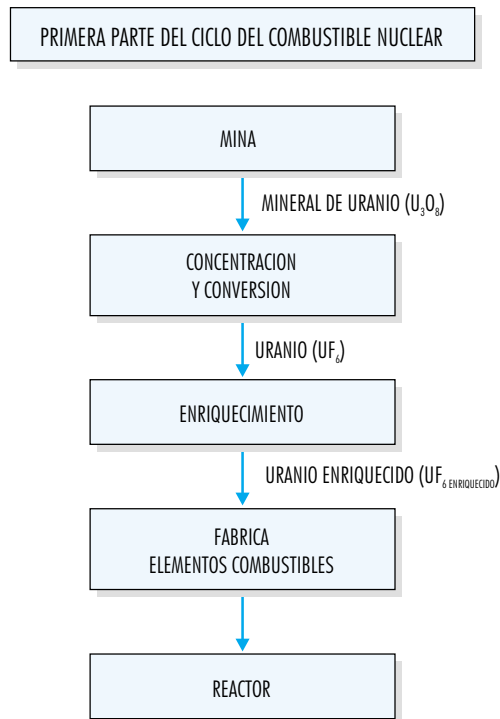 PRIMERA PARTE DEL CICLO DEL COMBUSTIBLE NUCLEAR
MINA
MINERAL DE URANIO (U₃O₈)
CONCENTRACION
Y CONVERSION
URANIO (UF₆)
ENRIQUECIMIENTO
URANIO ENRIQUECIDO (UF₆ ENRIQUECIDO)
FABRICA
ELEMENTOS COMBUSTIBLES
REACTOR